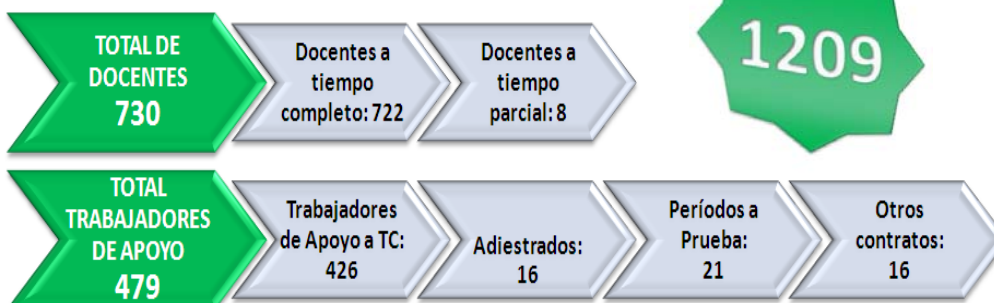 TOTAL DE
DOCENTES
730
Docentes a
tiempo
completo: 722
Docentes a
tiempo
parcial: 8
1209
TOTAL
TRABAJADORES
DE APOYO
479
Trabajadores
de Apoyo a TC:
426
Adiestrados:
16
Períodos a
Prueba:
21
Otros
contratos:
16